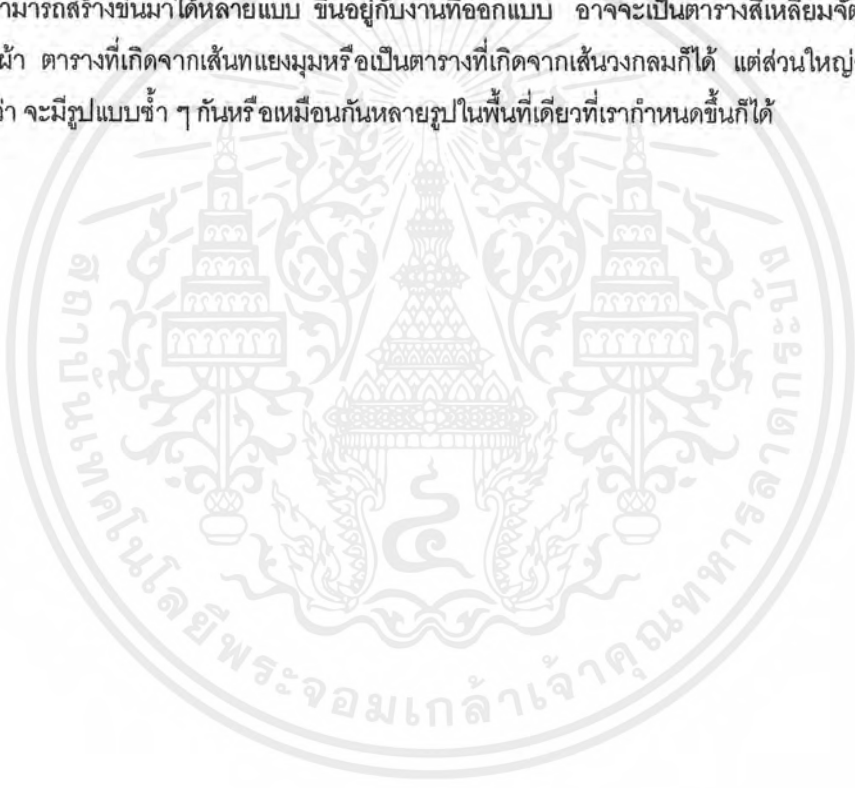 ามารถสร้างขึ้นมาได้หลายแบบ ขึ้นอยู่กับงานที่ออกแบบ อาจจะเป็นตารางสี่เหลี่ยมจัต
ผ้า ตารางที่เกิดจากเส้นทแยงมุมหรือเป็นตารางที่เกิดจากเส้นวงกลมก็ได้ แต่ส่วนใหญ่
ว่า จะมีรูปแบบซ้ำ ๆ กันหรือเหมือนกันหลายรูปในพื้นที่เดียวที่เรากำหนดขึ้นก็ได้
สถาบันเทคโนโลยีพระจอมเกล้าเจ้าคุณทหารลาดกระบัง